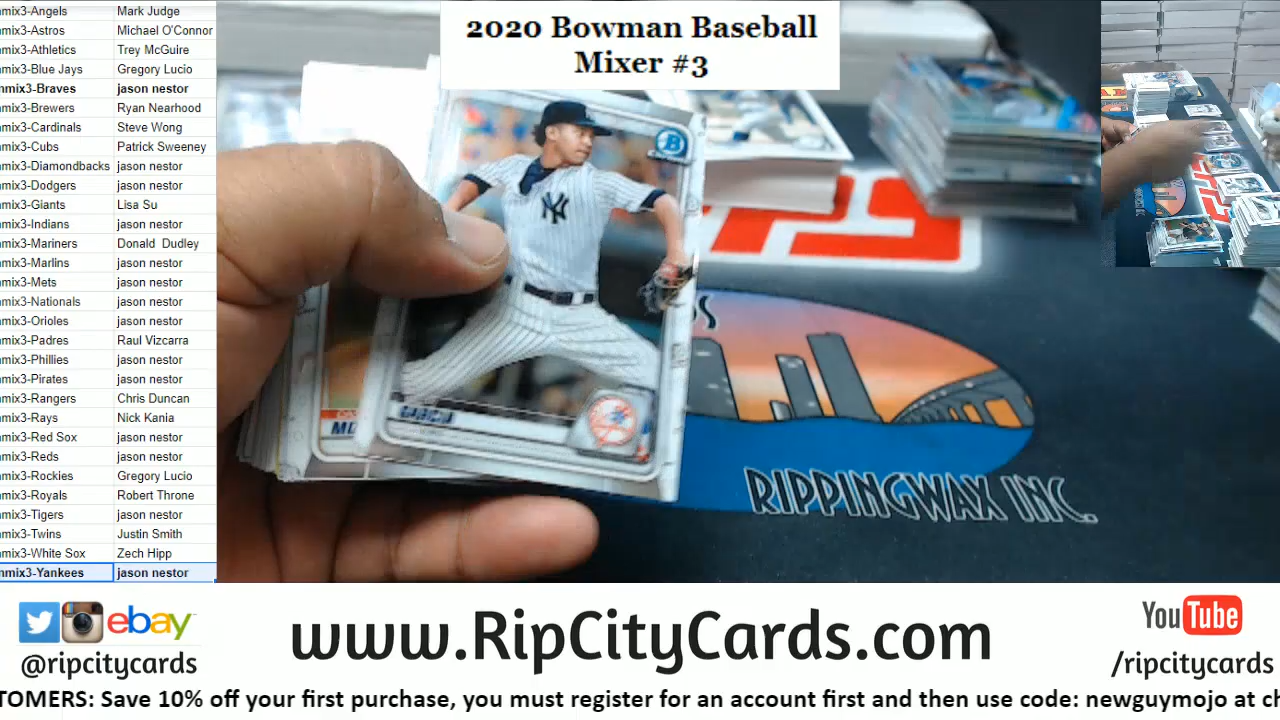 mix3-Angels Mark Judge
mix3-Astros Michael O'Connor
mix3-Athletics Trey McGuire
mix3-Blue Jays Gregory Lucio
nmix3-Braves jason nestor
mix3-Brewers Ryan Nearhood
mix3-Cardinals Steve Wong
mix3-Cubs Patrick Sweeney
mix3-Diamondbacks jason nestor
mix3-Dodgers jason nestor
mix3-Giants Lisa Su
mix3-Indians jason nestor
mix3-Mariners Donald Dudley
mix3-Marlins jason nestor
mix3-Mets jason nestor
mix3-Nationals jason nestor
mix3-Orioles jason nestor
mix3-Padres Raul Vizcarra
mix3-Phillies jason nestor
mix3-Pirates jason nestor
mix3-Rangers Chris Duncan
mix3-Rays Nick Kania
mix3-Red Sox jason nestor
mix3-Reds jason nestor
mix3-Rockies Gregory Lucio
mix3-Royals Robert Throne
mix3-Tigers jason nestor
mix3-Twins Justin Smith
mix3-White Sox Zech Hipp
nmix3-Yankees jason nestor
2020 Bowman Baseball
Mixer #3
B
NY
GARCIA
RIPPINGWAX INC.
ebay
@ripcitycards
www.RipCityCards.com
YouTube
/ripcitycards
TOMERS: Save 10% off your first purchase, you must register for an account first and then use code: newguymojo at ch